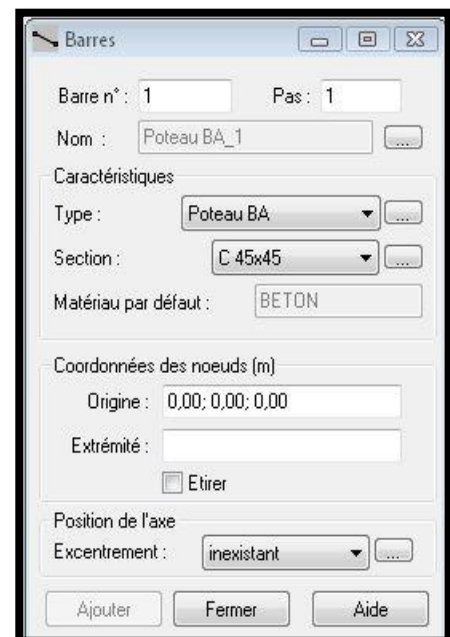 Barres
Barre n° : 1 Pas : 1
Nom : Poteau BA_1 ...
Caractéristiques
Type : Poteau BA ...
Section : C 45x45 ...
Matériau par défaut : BETON
Coordonnées des noeuds (m)
Origine : 0,00; 0,00; 0,00
Extrémité :
Etirer
Position de l'axe
Excentrement : inexistant ...
Ajouter Fermer Aide